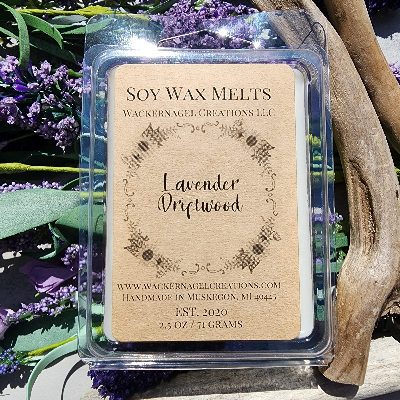 Soy Wax Melts
Wackernagel Creations LLC
Lavender
Driftwood
www.wackernagelcreations.com
Handmade in Muskegon, MI 49445
EST. 2020
2.5 OZ / 71 GRAMS